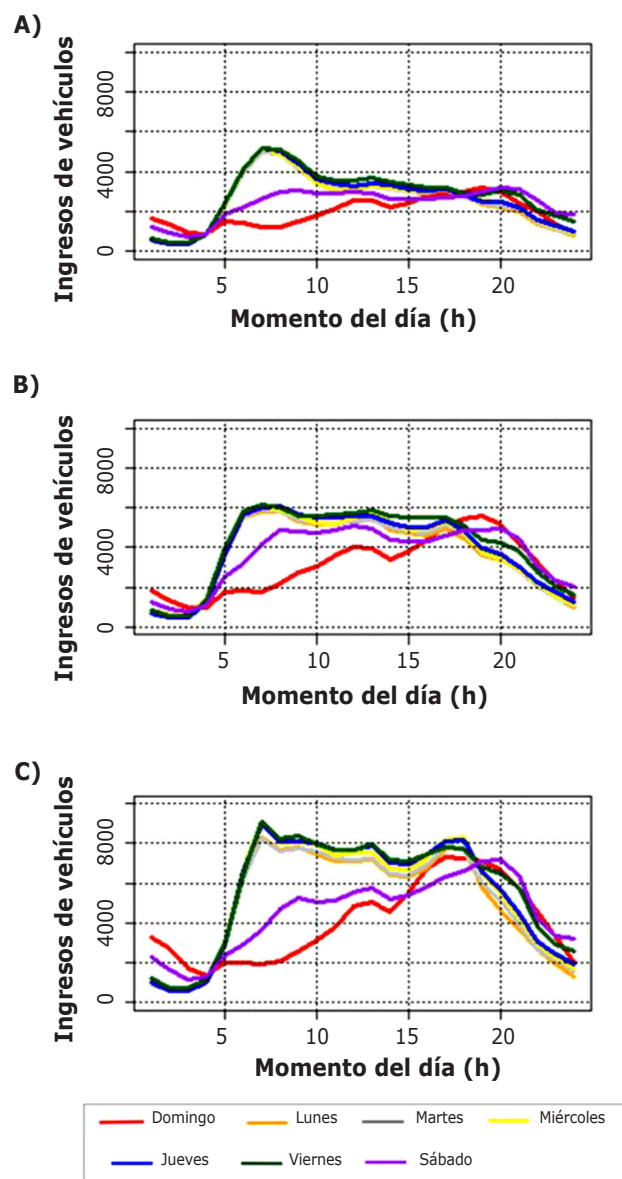 A)
Ingresos de vehículos
8000
4000
0
5 10 15 20
Momento del día (h)
B)
Ingresos de vehículos
8000
4000
0
5 10 15 20
Momento del día (h)
C)
Ingresos de vehículos
8000
4000
0
5 10 15 20
Momento del día (h)
Domingo Lunes Martes Miércoles
Jueves Viernes Sábado